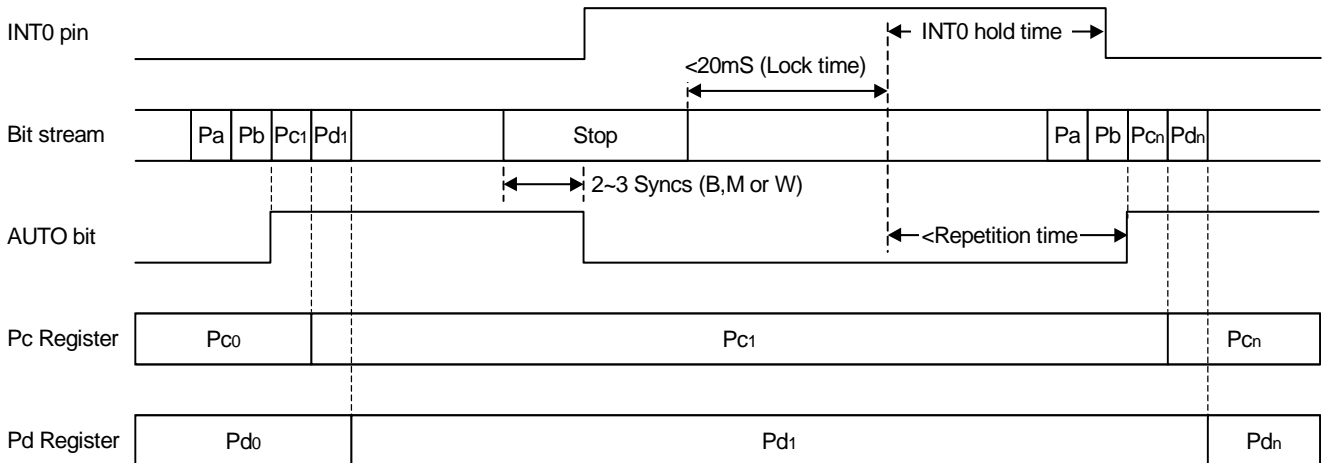 INT0 pin
INT0 hold time
<20mS (Lock time)
Bit stream Pa Pb Pc1 Pd1 Stop Pa Pb Pcn Pdn
2~3 Syncs (B,M or W)
AUTO bit <Repetition time
Pc Register Pc0 Pc1 Pcn
Pd Register Pd0 Pd1 Pdn